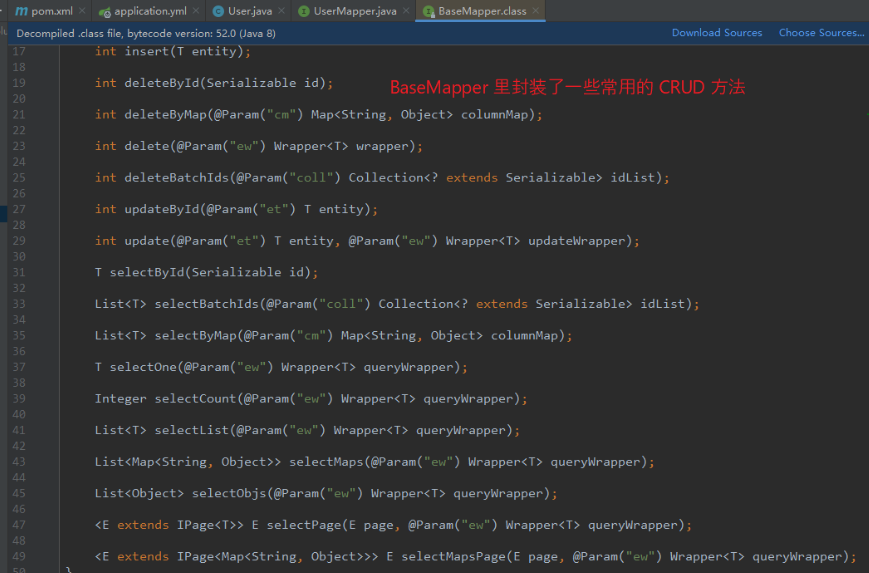 pom.xml application.yml User.java UserMapper.java BaseMapper.class
Decompiled .class file, bytecode version: 52.0 (Java 8) Download Sources Choose Sources...
17 int insert(T entity);
18
19 int deleteById(Serializable id);
BaseMapper 里封装了一些常用的 CRUD 方法
20
21 int deleteByMap(@Param("cm") Map<String, Object> columnMap);
22
23 int delete(@Param("ew") Wrapper<T> wrapper);
24
25 int deleteBatchIds(@Param("coll") Collection<? extends Serializable> idList);
26
27 int updateById(@Param("et") T entity);
28
29 int update(@Param("et") T entity, @Param("ew") Wrapper<T> updateWrapper);
30
31 T selectById(Serializable id);
32
33 List<T> selectBatchIds(@Param("coll") Collection<? extends Serializable> idList);
34
35 List<T> selectByMap(@Param("cm") Map<String, Object> columnMap);
36
37 T selectOne(@Param("ew") Wrapper<T> queryWrapper);
38
39 Integer selectCount(@Param("ew") Wrapper<T> queryWrapper);
40
41 List<T> selectList(@Param("ew") Wrapper<T> queryWrapper);
42
43 List<Map<String, Object>> selectMaps(@Param("ew") Wrapper<T> queryWrapper);
44
45 List<Object> selectObjs(@Param("ew") Wrapper<T> queryWrapper);
46
47 <E extends IPage<T>> E selectPage(E page, @Param("ew") Wrapper<T> queryWrapper);
48
49 <E extends IPage<Map<String, Object>>> E selectMapsPage(E page, @Param("ew") Wrapper<T> queryWrapper);
50 }